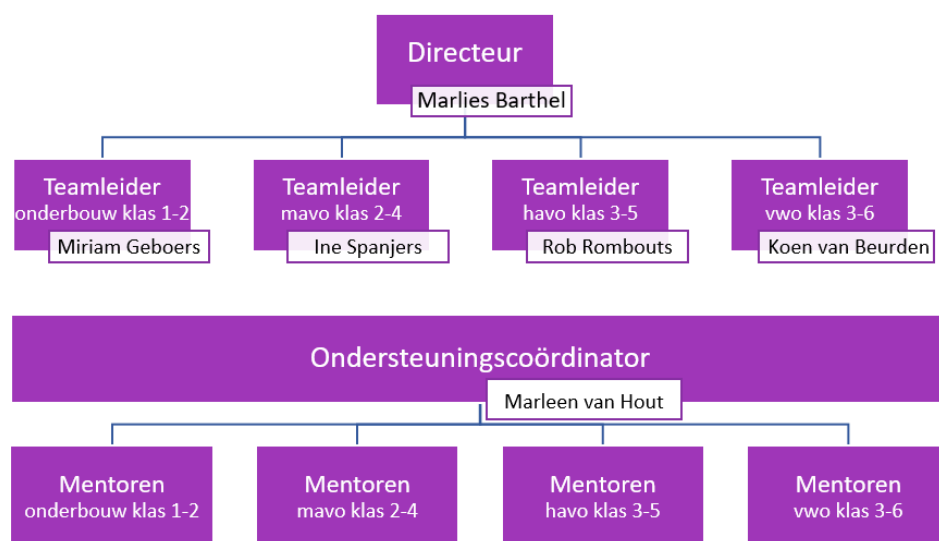 Directeur
Marlies Barthel
Teamleider
onderbouw klas 1-2
Miriam Geboers
Teamleider
mavo klas 2-4
Ine Spanjers
Teamleider
havo klas 3-5
Rob Rombouts
Teamleider
vwo klas 3-6
Koen van Beurden
Ondersteuningscoördinator
Marleen van Hout
Mentoren
onderbouw klas 1-2
Mentoren
mavo klas 2-4
Mentoren
havo klas 3-5
Mentoren
vwo klas 3-6